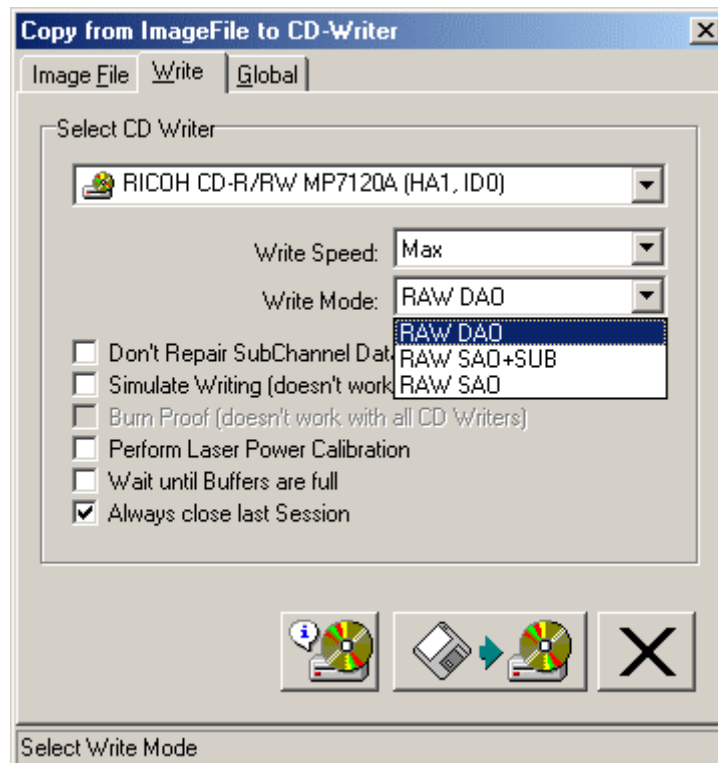 Copy from ImageFile to CD-Writer
Image File Write Global
Select CD Writer
RICOH CD-R/RW MP7120A (HA1, ID0)
Write Speed: Max
Write Mode: RAW DAO
RAW DAO
Don't Repair SubChannel Dat
RAW SAO+SUB
Simulate Writing (doesn't work
RAW SAO
Burn Proof (doesn't work with all CD Writers)
Perform Laser Power Calibration
Wait until Buffers are full
Always close last Session
Select Write Mode